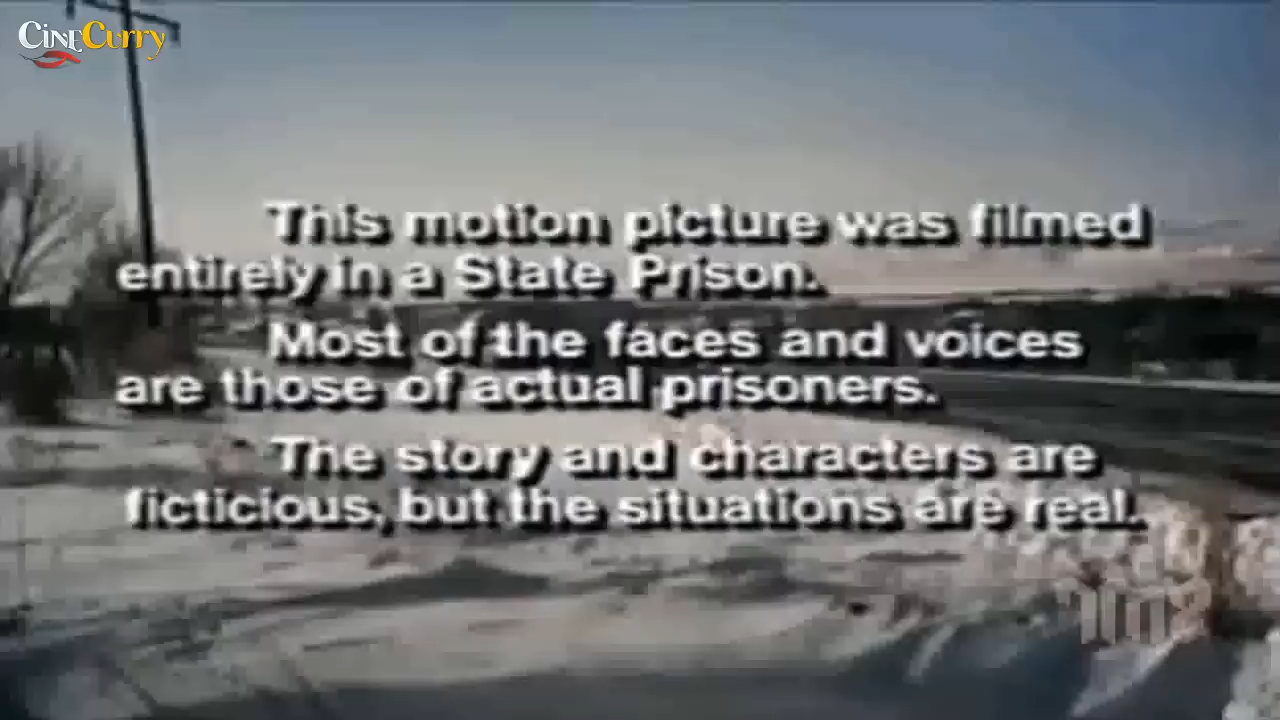 CineCurry
This motion picture was filmed
entirely in a State Prison.
Most of the faces and voices
are those of actual prisoners.
The story and characters are
ficticious, but the situations are real.